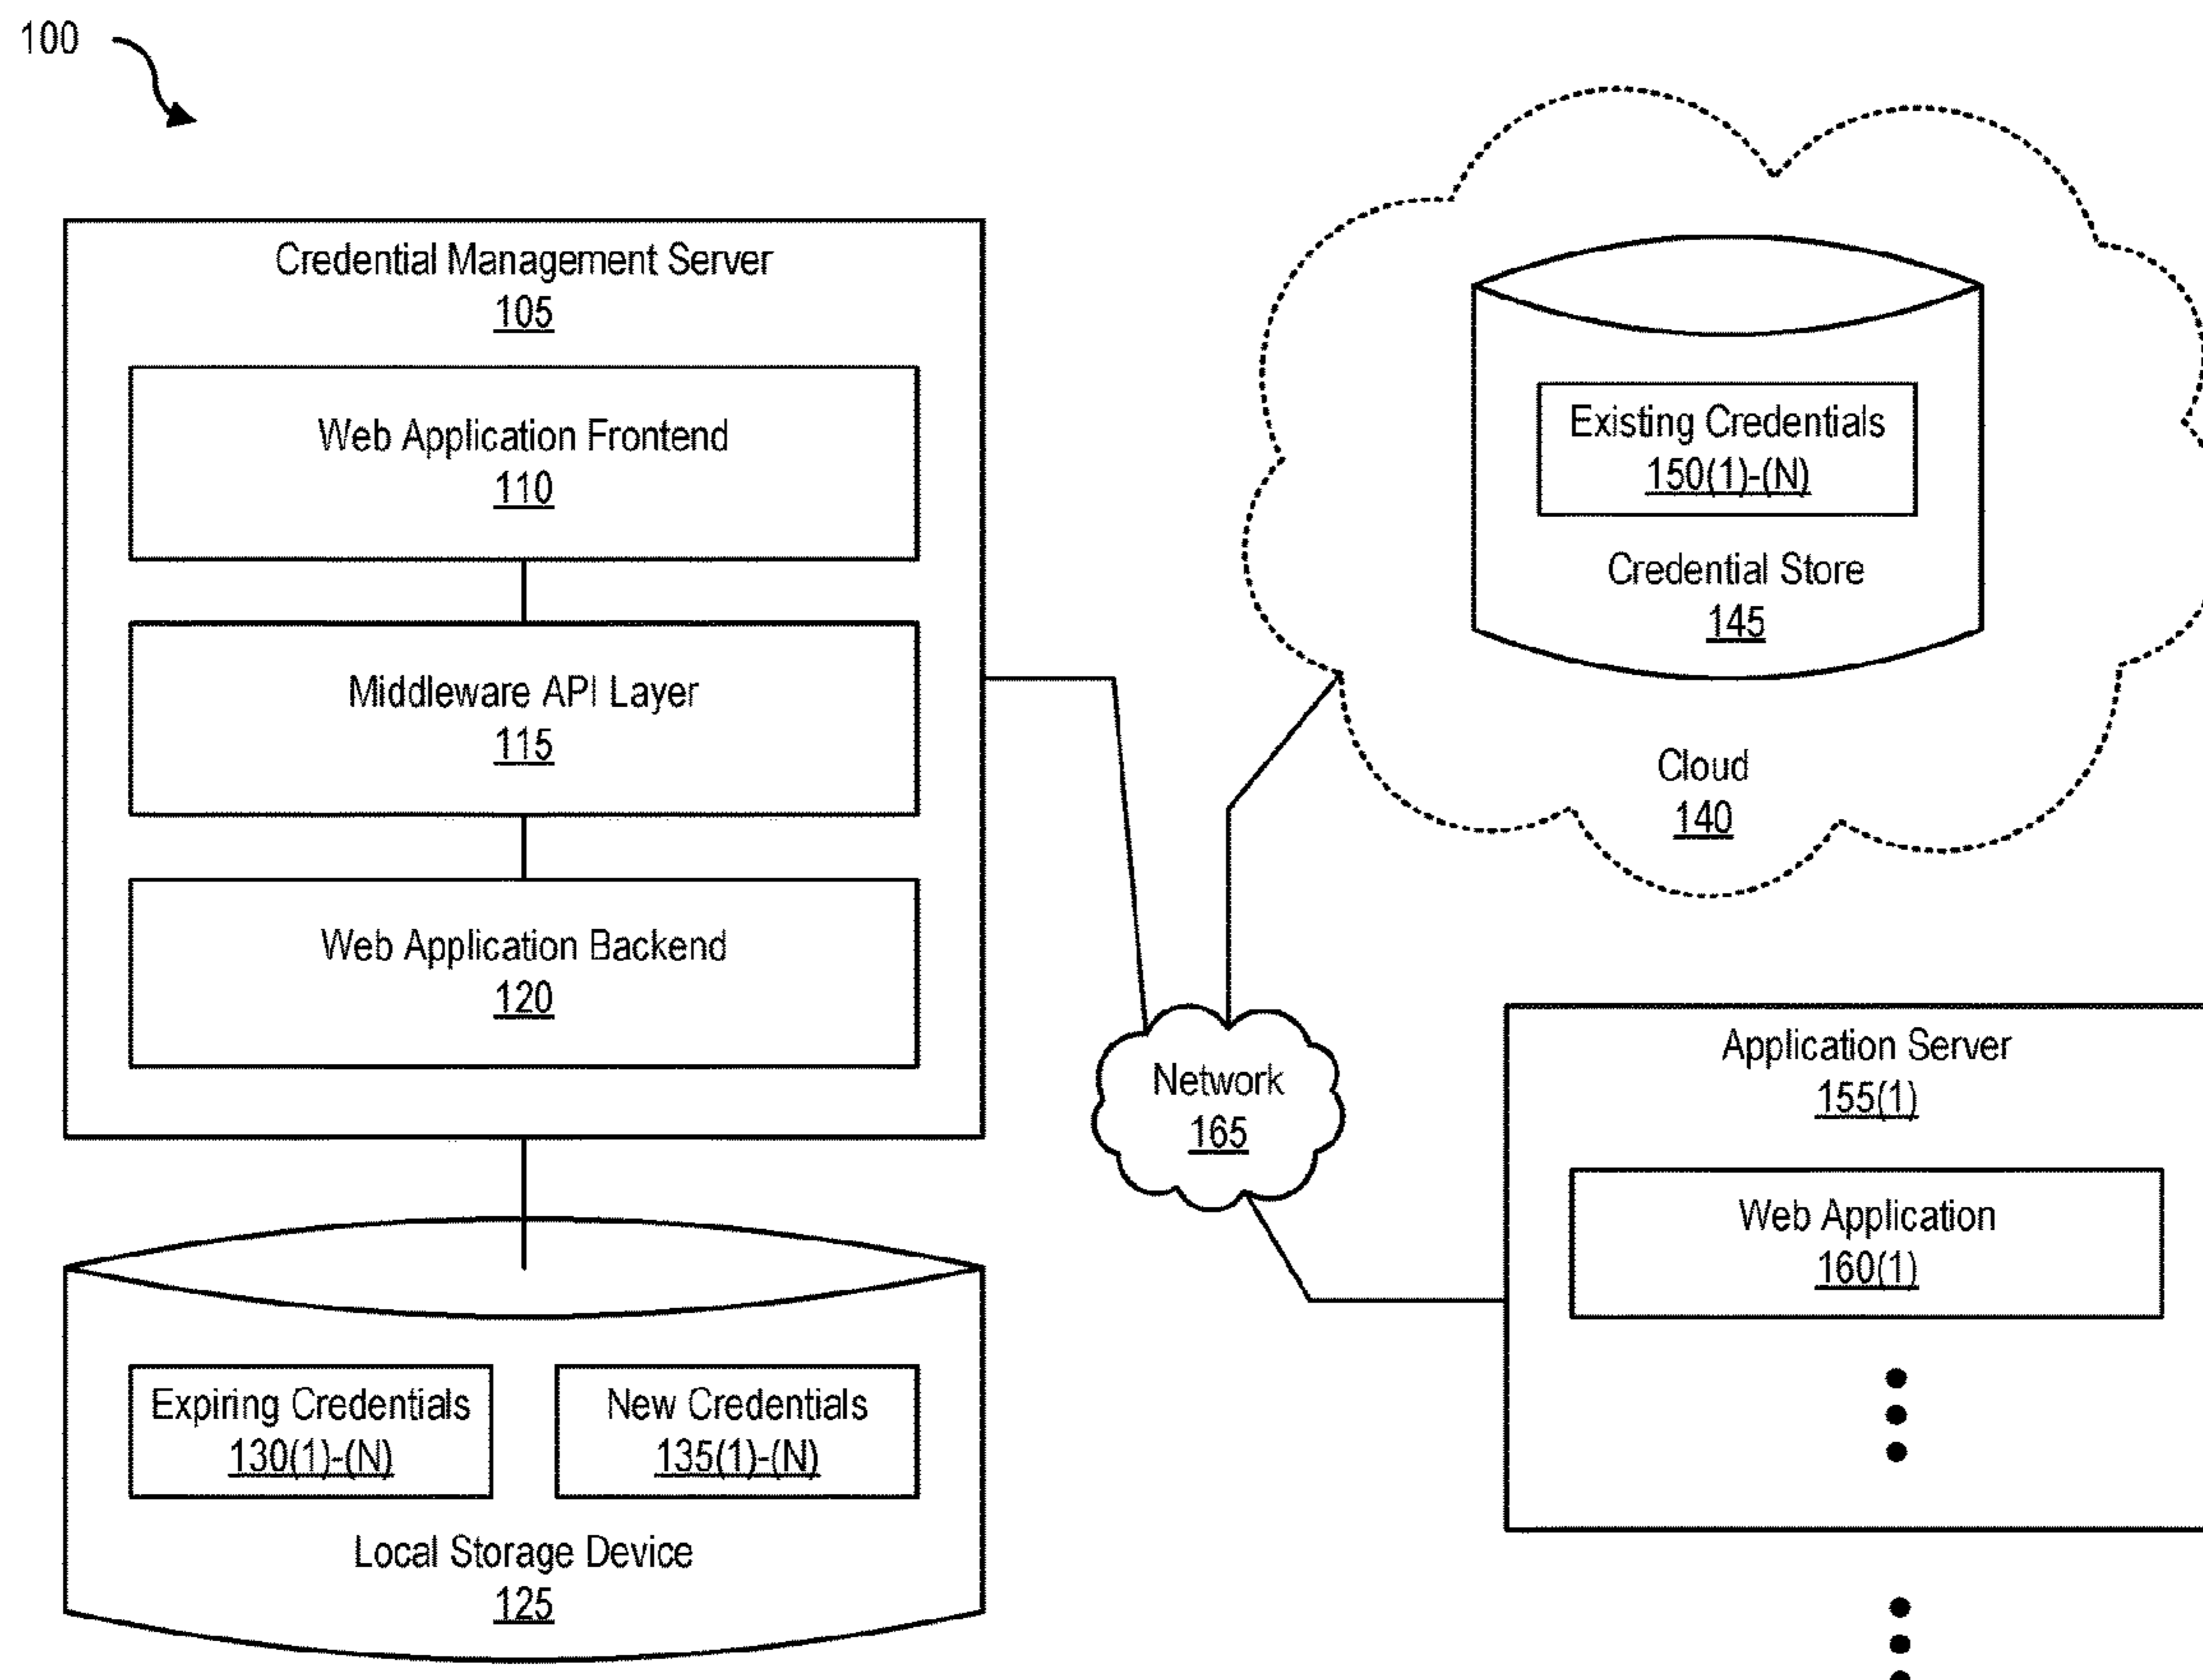 100
Credential Management Server
105
Web Application Frontend
110
Middleware API Layer
115
Web Application Backend
120
Expiring Credentials
130(1)-(N)
New Credentials
135(1)-(N)
Local Storage Device
125
Existing Credentials
150(1)-(N)
Credential Store
145
Cloud
140
Network
165
Application Server
155(1)
Web Application
160(1)